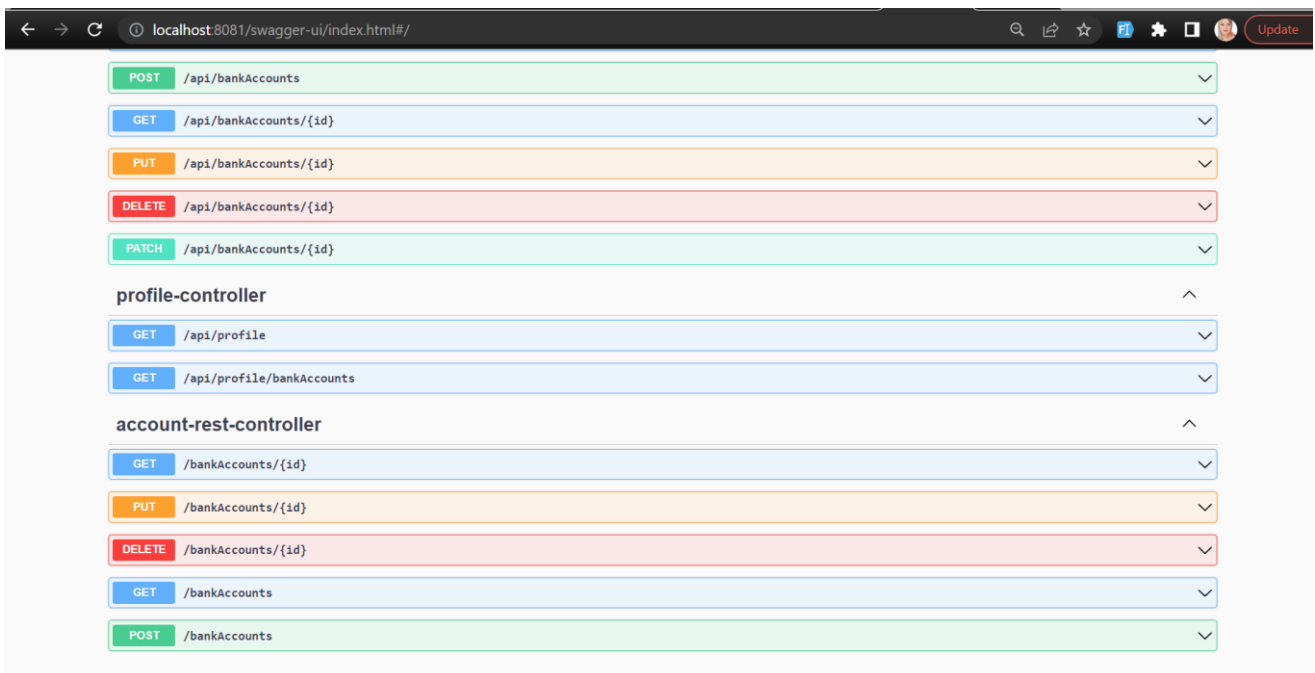 localhost:8081/swagger-ui/index.html#/
Update
POST /api/bankAccounts
GET /api/bankAccounts/{id}
PUT /api/bankAccounts/{id}
DELETE /api/bankAccounts/{id}
PATCH /api/bankAccounts/{id}
profile-controller
GET /api/profile
GET /api/profile/bankAccounts
account-rest-controller
GET /bankAccounts/{id}
PUT /bankAccounts/{id}
DELETE /bankAccounts/{id}
GET /bankAccounts
POST /bankAccounts